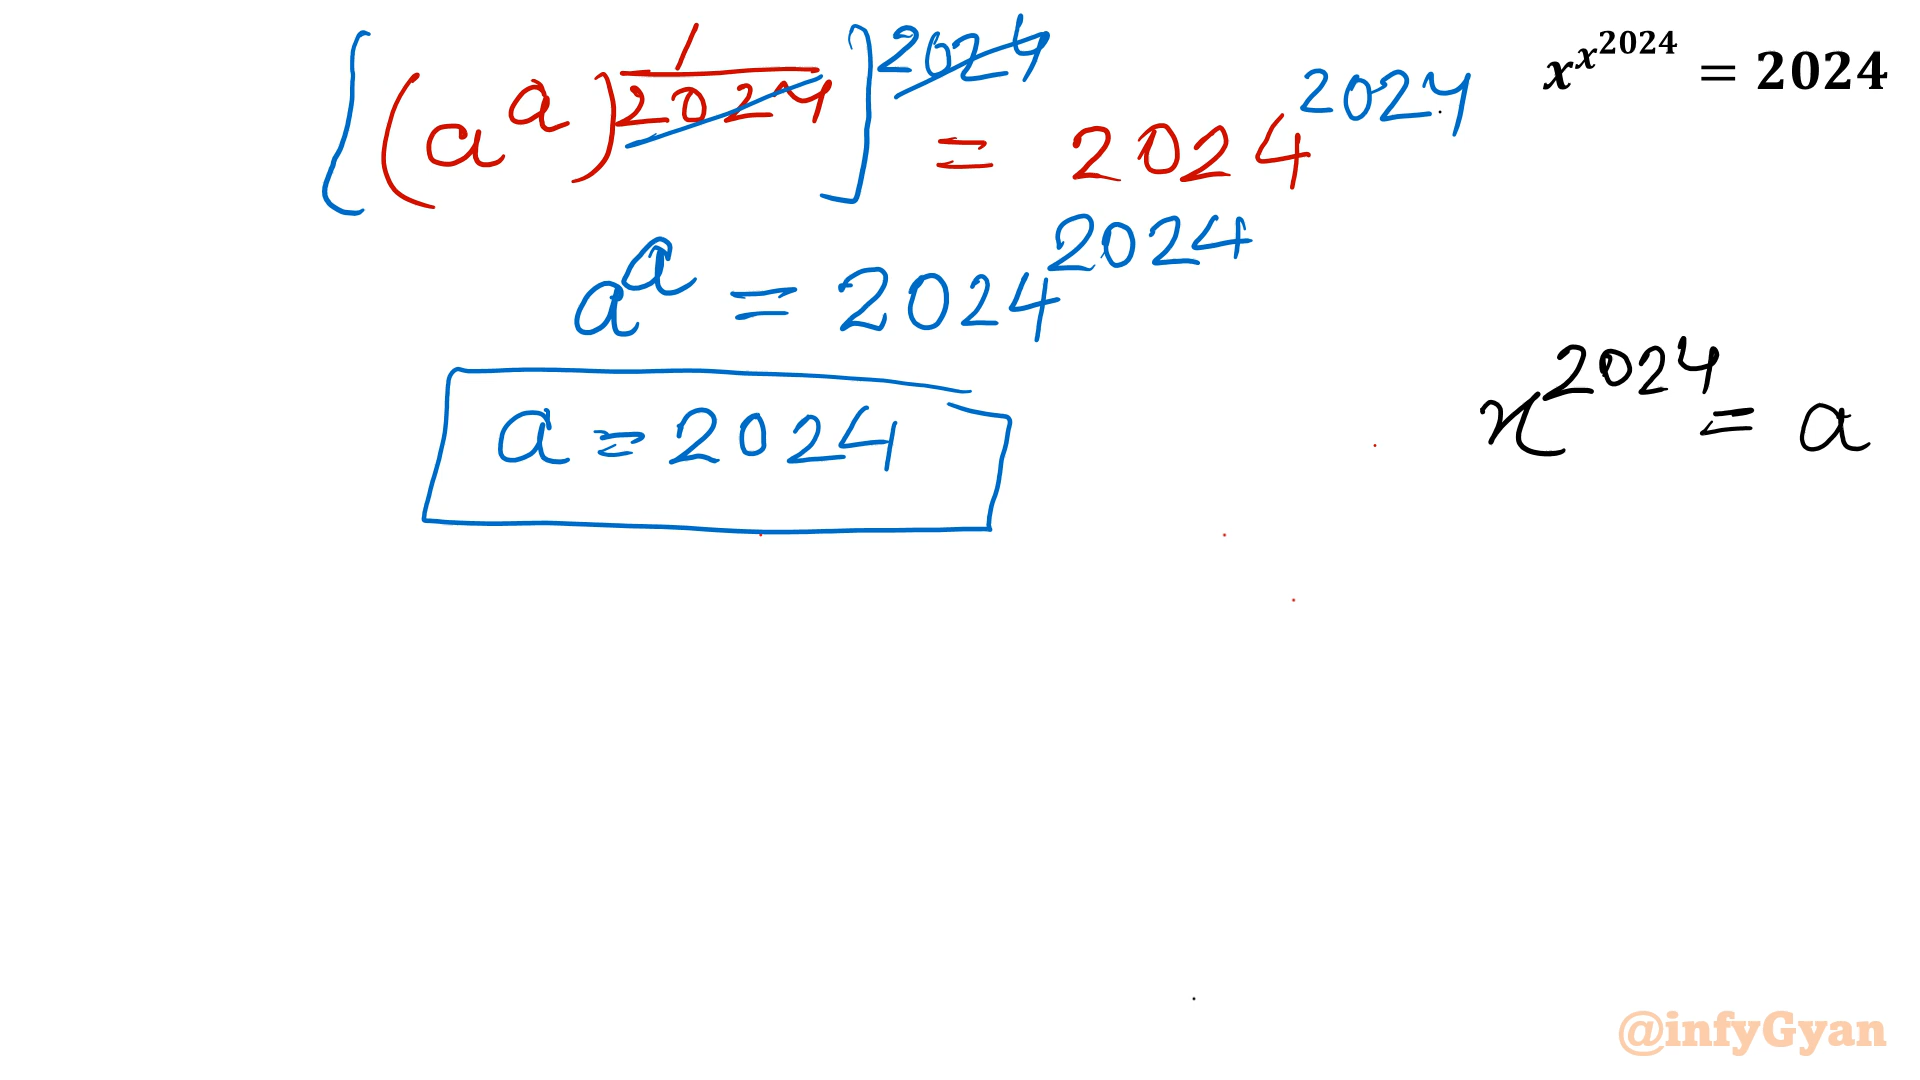 x^{x^{2024}} = 2024
[(a^a)^{1/2024}]^{2024} = 2024^{2024}
a^a = 2024^{2024}
a = 2024
x^{2024} = a
@infyGyan